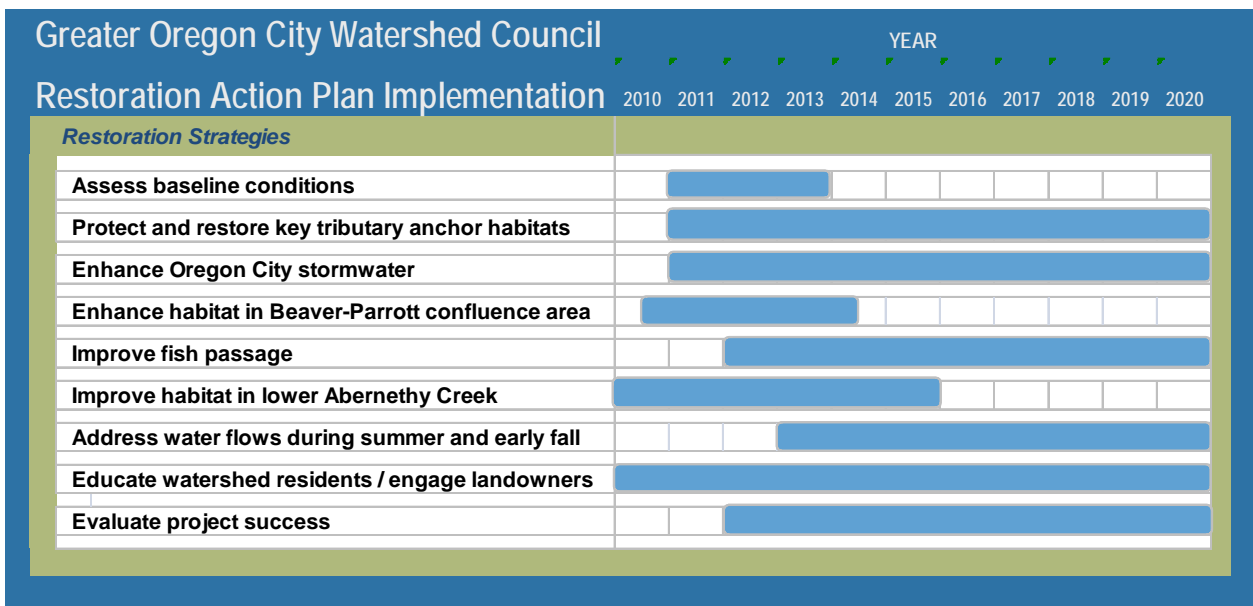 Greater Oregon City Watershed Council
YEAR
Restoration Action Plan Implementation 2010 2011 2012 2013 2014 2015 2016 2017 2018 2019 2020
Restoration Strategies
Assess baseline conditions
Protect and restore key tributary anchor habitats
Enhance Oregon City stormwater
Enhance habitat in Beaver-Parrott confluence area
Improve fish passage
Improve habitat in lower Abernethy Creek
Address water flows during summer and early fall
Educate watershed residents / engage landowners
Evaluate project success